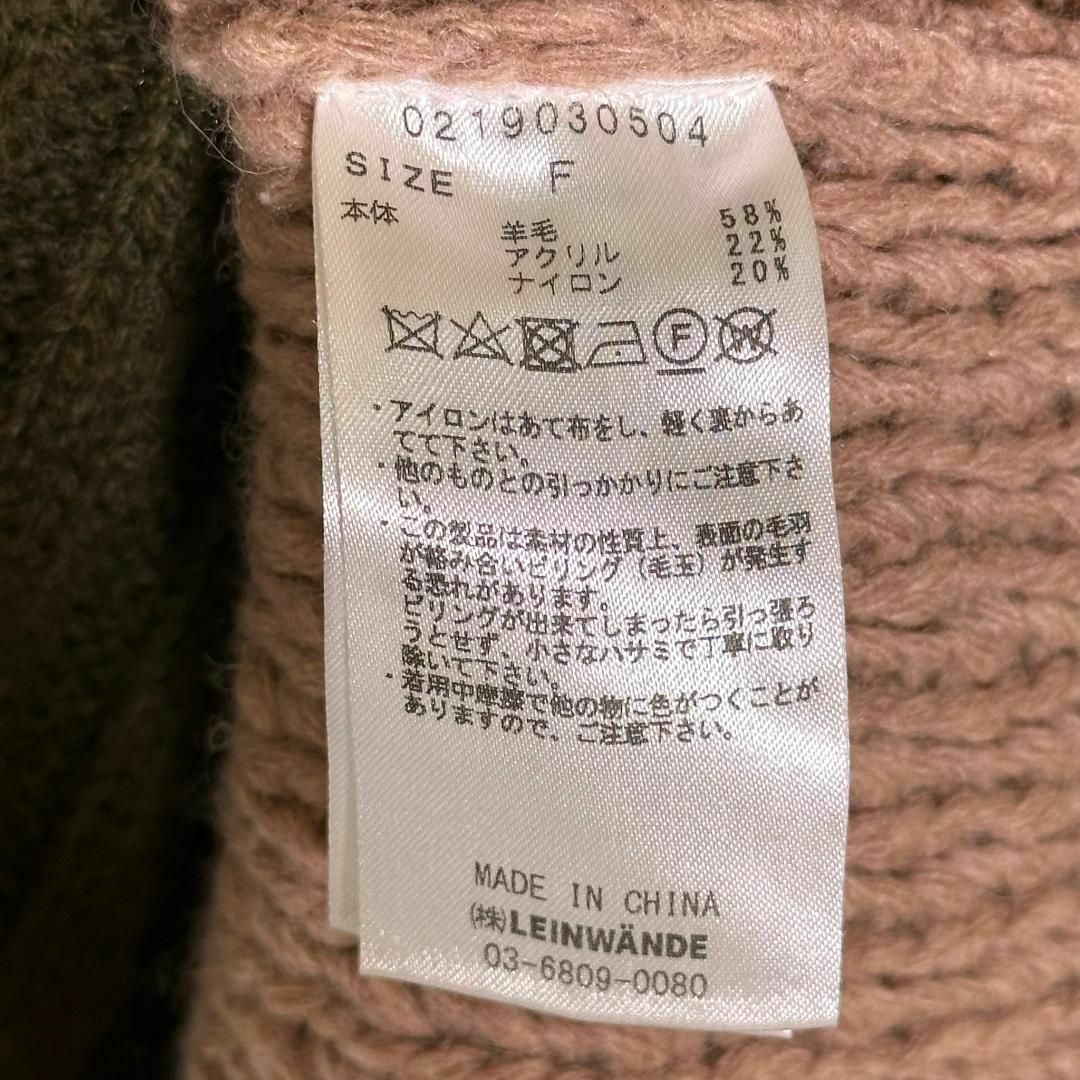 0219030504
SIZE F
本体
羊毛 58%
アクリル 22%
ナイロン 20%
F
W
・アイロンはあて布をし、軽く裏からあ
てて下さい。
・他のものとの引っかかりにご注意下さ
い。
・この製品は素材の性質上、表面の毛羽
が絡み合いピリング（毛玉）が発生す
る恐れがあります。
ピリングが出来てしまったら引っ張ろ
うとせず、小さなハサミで丁寧に取り
除いて下さい。
・着用中摩擦で他の物に色がつくことが
ありますので、ご注意下さい。
MADE IN CHINA
(株)LEINWÄNDE
03-6809-0080